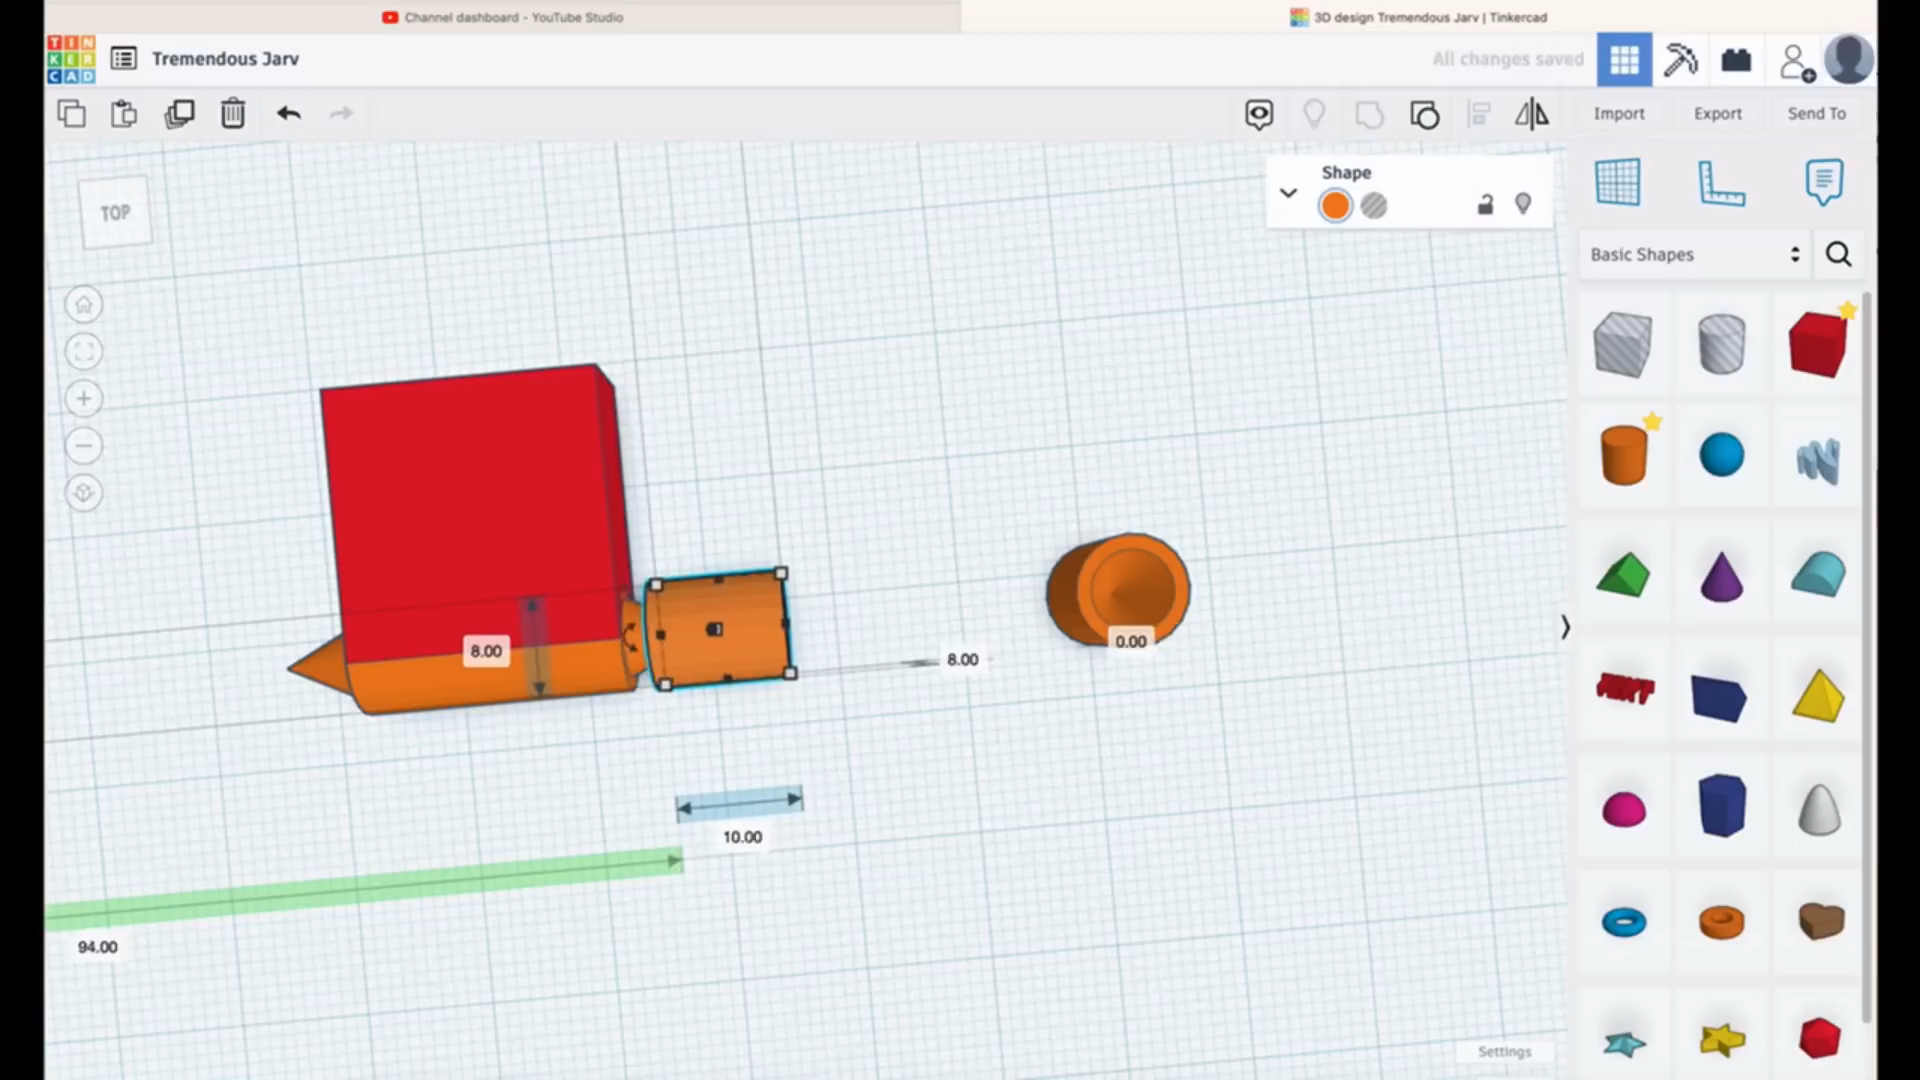 Channel dashboard - YouTube Studio
3D design Tremendous Jarv | Tinkercad
TIN
KER
CAD
Tremendous Jarv
All changes saved
Import
Export
Send To
TOP
Shape
Basic Shapes
8.00
0.00
8.00
10.00
94.00
Settings